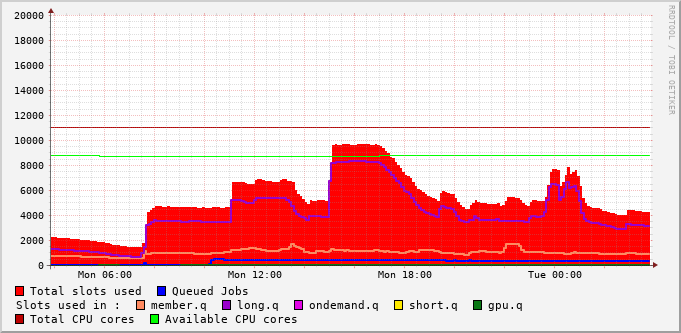 20000
18000
16000
14000
12000
10000
8000
6000
4000
2000
0
Mon 06:00 Mon 12:00 Mon 18:00 Tue 00:00
Total slots used Queued Jobs
Slots used in : member.q long.q ondemand.q short.q gpu.q
Total CPU cores Available CPU cores
RRDTOOL / TOBI OETIKER